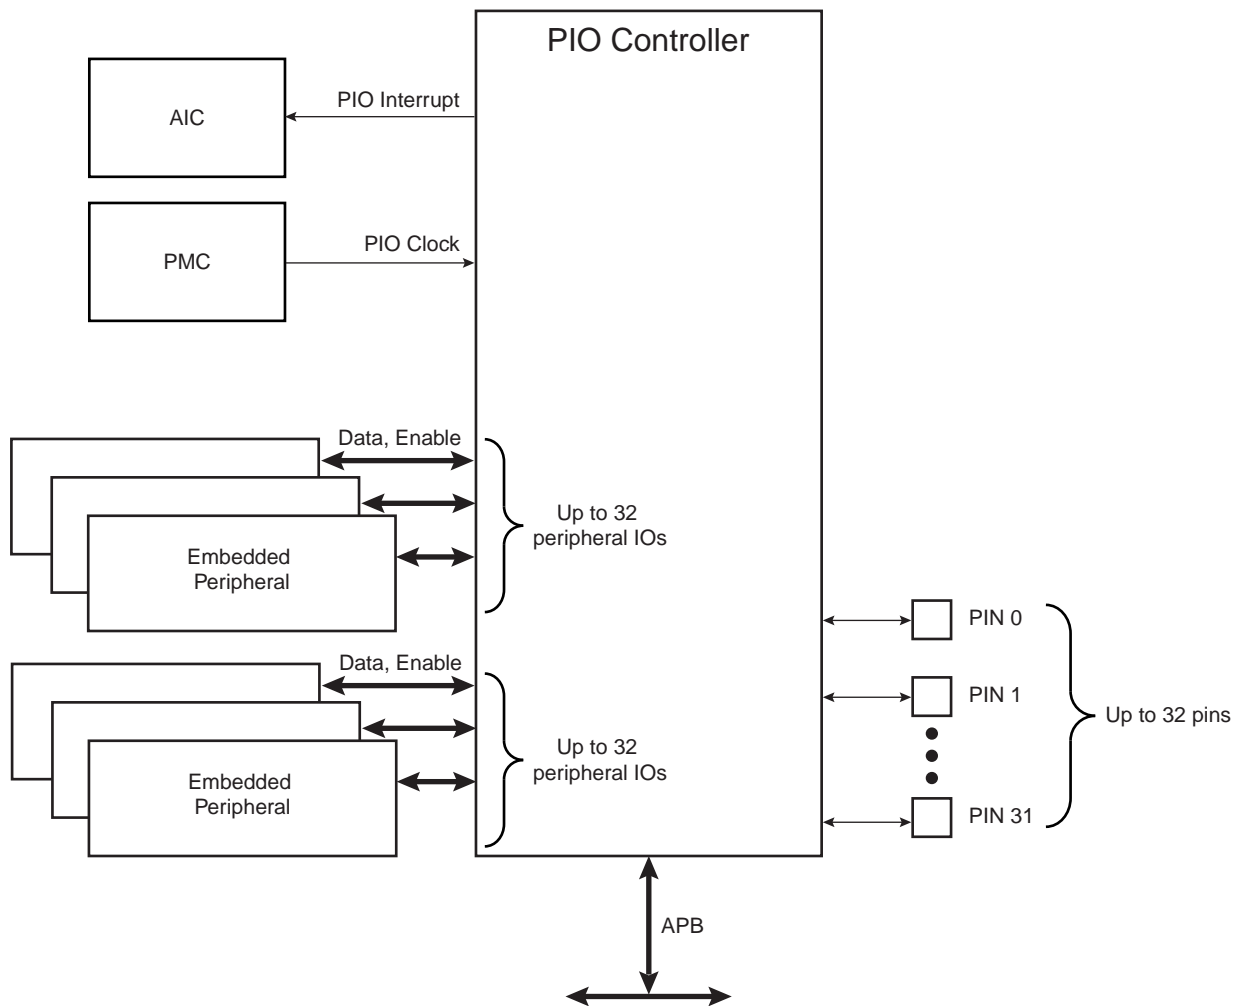 PIO Controller
AIC
PIO Interrupt
PMC
PIO Clock
Data, Enable
Up to 32
peripheral IOs
Embedded
Peripheral
PIN 0
Data, Enable
PIN 1
Up to 32 pins
Up to 32
peripheral IOs
Embedded
Peripheral
PIN 31
APB